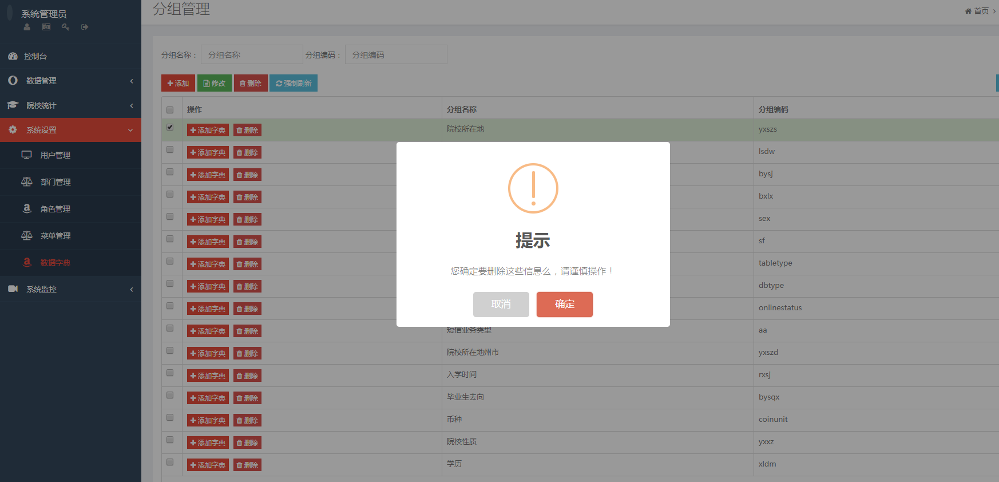 系统管理员
控制台
数据管理
院校统计
系统设置
用户管理
部门管理
角色管理
菜单管理
数据字典
系统监控
分组管理
首页
分组名称： 分组名称 分组编码： 分组编码
添加 修改 删除 强制刷新
操作 分组名称 分组编码
添加字典 删除 院校所在地 yxszs
添加字典 删除 lsdw
添加字典 删除 bysj
添加字典 删除 bxlx
添加字典 删除 sex
添加字典 删除 sf
添加字典 删除 tabletype
添加字典 删除 dbtype
添加字典 删除 onlinestatus
添加字典 删除 短信业务类型 aa
添加字典 删除 院校所在地州市 yxszd
添加字典 删除 入学时间 rxsj
添加字典 删除 毕业生去向 bysqx
添加字典 删除 币种 coinunit
添加字典 删除 院校性质 yxxz
添加字典 删除 学历 xldm
提示
您确定要删除这些信息么，请谨慎操作！
取消 确定